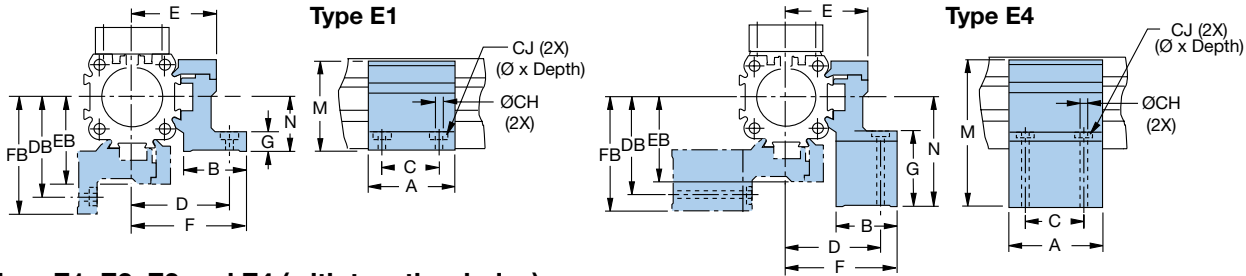 Type E1
E
CJ (2X)
(Ø x Depth)
ØCH
(2X)
M
N
G
FB
DB
EB
B
C
A
D
F
Type E4
E
CJ (2X)
(Ø x Depth)
ØCH
(2X)
M
N
G
FB
DB
EB
B
C
A
D
F